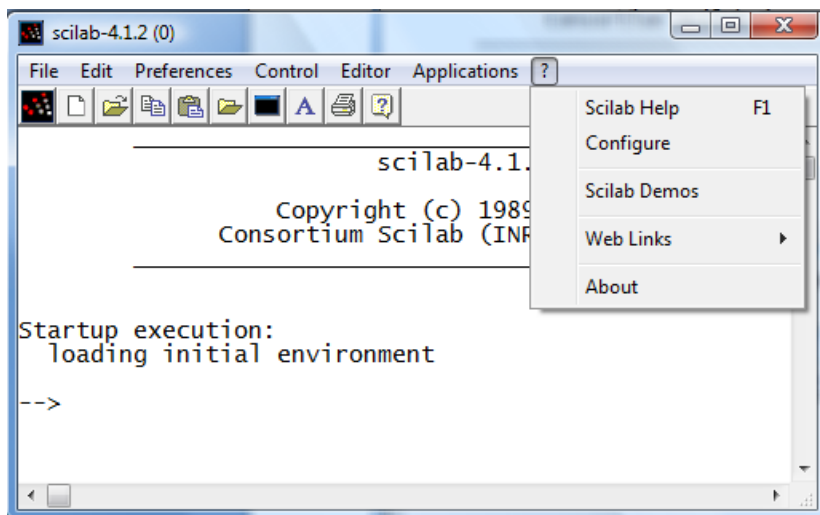 scilab-4.1.2 (0)
File Edit Preferences Control Editor Applications ?
Scilab Help F1
Configure
Scilab Demos
Web Links
About
scilab-4.1.
Copyright (c) 1989
Consortium Scilab (INR
Startup execution:
loading initial environment
-->